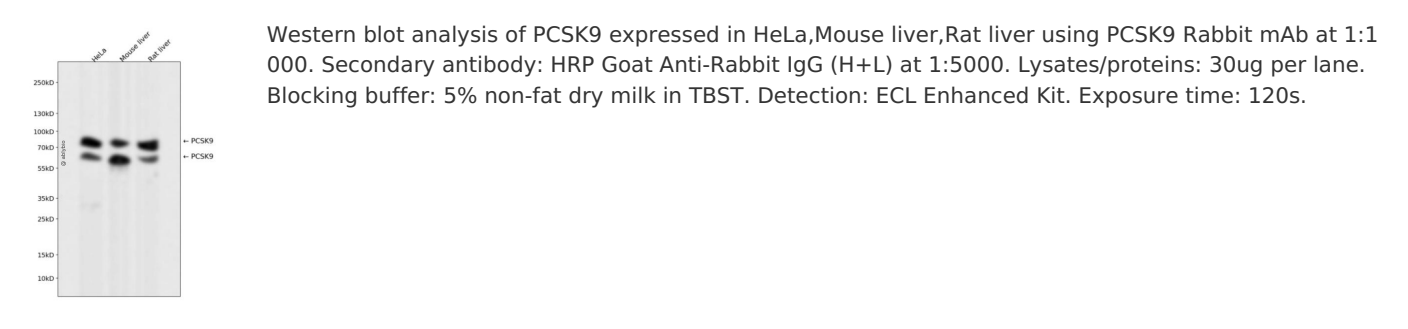 HeLa
Mouse liver
Rat liver
250kD
130kD
100kD
70kD
55kD
35kD
25kD
15kD
10kD
← PCSK9
← PCSK9
Western blot analysis of PCSK9 expressed in HeLa,Mouse liver,Rat liver using PCSK9 Rabbit mAb at 1:1
000. Secondary antibody: HRP Goat Anti-Rabbit IgG (H+L) at 1:5000. Lysates/proteins: 30ug per lane.
Blocking buffer: 5% non-fat dry milk in TBST. Detection: ECL Enhanced Kit. Exposure time: 120s.